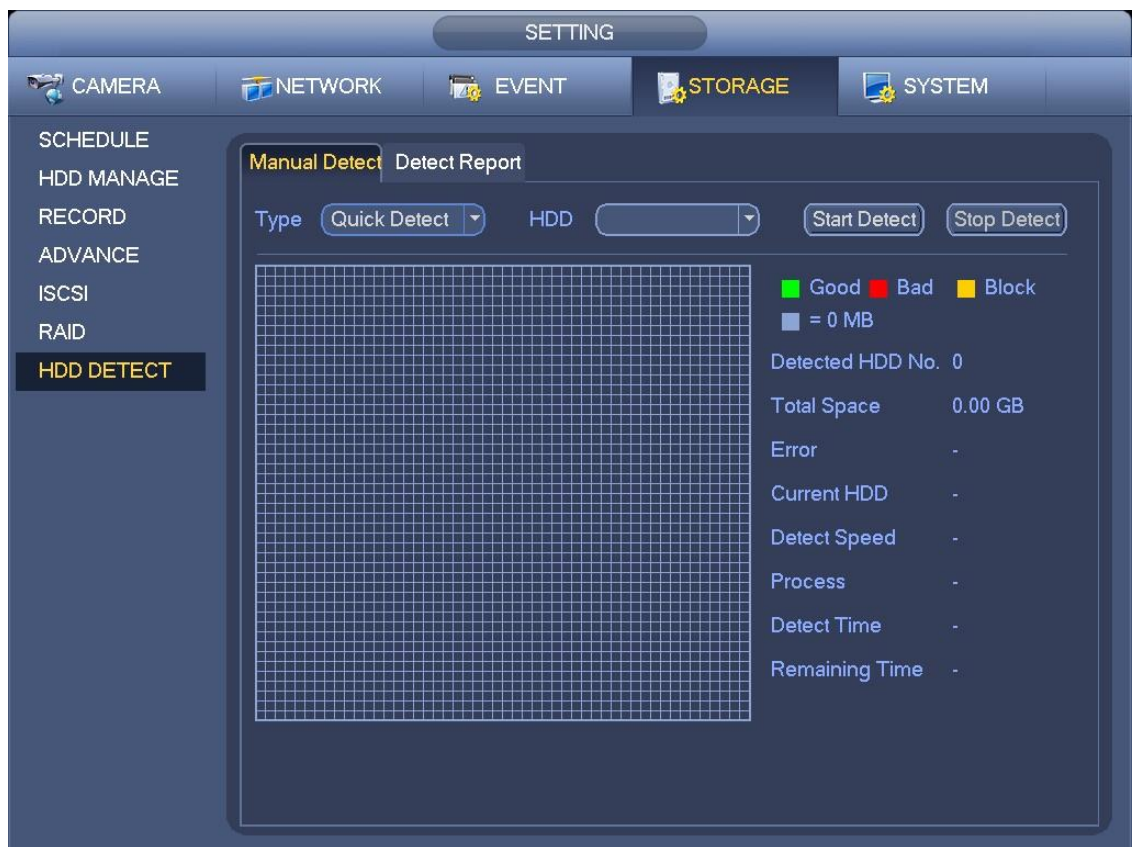 SETTING
CAMERA NETWORK EVENT STORAGE SYSTEM
SCHEDULE
HDD MANAGE
RECORD
ADVANCE
ISCSI
RAID
HDD DETECT
Manual Detect Detect Report
Type Quick Detect HDD Start Detect Stop Detect
Good Bad Block
= 0 MB
Detected HDD No. 0
Total Space 0.00 GB
Error -
Current HDD -
Detect Speed -
Process -
Detect Time -
Remaining Time -